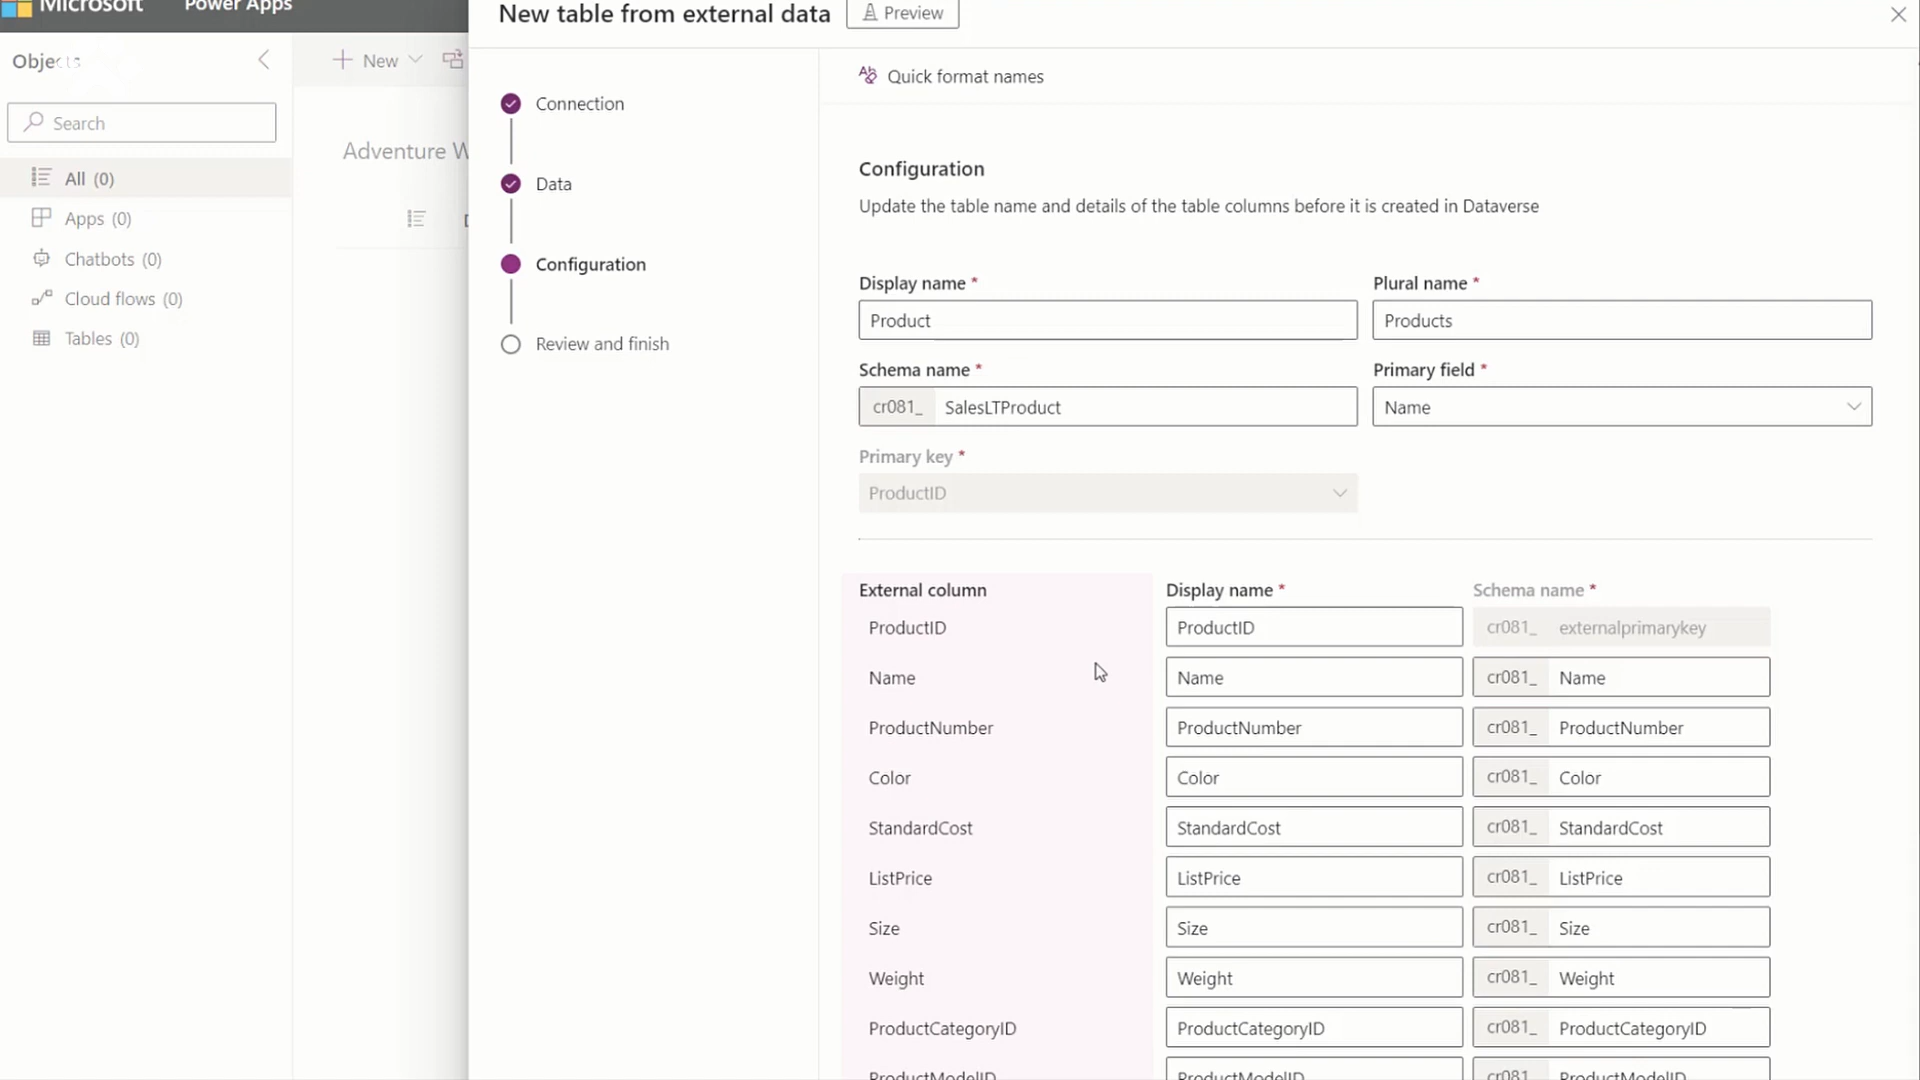 Microsoft
Power Apps
Objects
Search
All (0)
Apps (0)
Chatbots (0)
Cloud flows (0)
Tables (0)
New
Adventure
New table from external data
Preview
Connection
Data
Configuration
Review and finish
Quick format names
Configuration
Update the table name and details of the table columns before it is created in Dataverse
Display name *
Plural name *
Product
Products
Schema name *
Primary field *
cr081_ SalesLTProduct
Name
Primary key *
ProductID
External column Display name * Schema name *
ProductID ProductID cr081_ externalprimarykey
Name Name cr081_ Name
ProductNumber ProductNumber cr081_ ProductNumber
Color Color cr081_ Color
StandardCost StandardCost cr081_ StandardCost
ListPrice ListPrice cr081_ ListPrice
Size Size cr081_ Size
Weight Weight cr081_ Weight
ProductCategoryID ProductCategoryID cr081_ ProductCategoryID
ProductModelID ProductModelID cr081_ ProductModelID